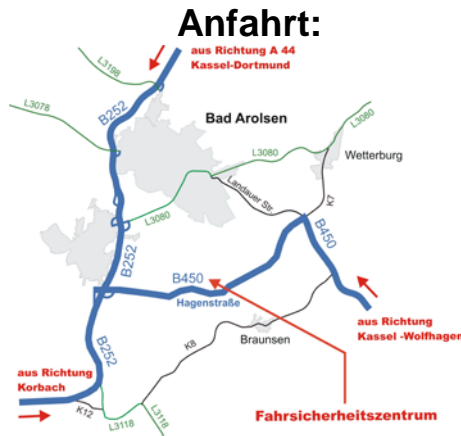 Anfahrt:
aus Richtung A 44
Kassel-Dortmund
L3198
B252
L3078
Bad Arolsen
L3080
L3080
Wetterburg
Landauer Str
K7
L3080
B252
B450
B450
Hagenstraße
aus Richtung
Kassel -Wolfhagen
K8
Braunsen
B252
aus Richtung
Korbach
K12
L3118
L3118
Fahrsicherheitszentrum